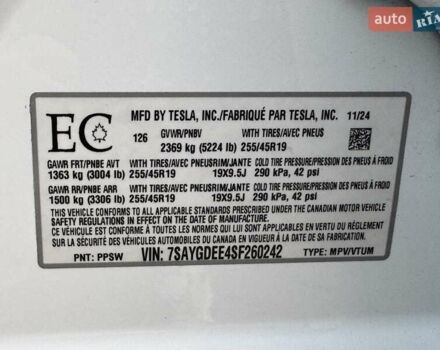 auto RIA
EC
MFD BY TESLA, INC./FABRIQUÉ PAR TESLA, INC. 11/24
126 GVWR/PNBV WITH TIRES/AVEC PNEUS
2369 kg (5224 lb) 255/45R19
GAWR FRT/PNBE AVT WITH TIRES/AVEC PNEUS RIM/JANTE COLD TIRE PRESSURE/PRESSION DES PNEUS À FROID
1363 kg (3004 lb) 255/45R19 19X9.5J 290 kPa, 42 psi
GAWR RR/PNBE ARR WITH TIRES/AVEC PNEUS RIM/JANTE COLD TIRE PRESSURE/PRESSION DES PNEUS À FROID
1500 kg (3306 lb) 255/45R19 19X9.5J 290 kPa, 42 psi
THIS VEHICLE CONFORMS TO ALL APPLICABLE STANDARDS PRESCRIBED UNDER THE CANADIAN MOTOR VEHICLE
SAFETY REGULATIONS IN EFFECT ON THE DATE OF MANUFACTURE
CE VÉHICULE EST CONFORME À TOUTES LES NORMES QUI LUI SONT APPLICABLES EN VERTU DU RÈGLEMENT
SUR LA SÉCURITÉ DES VÉHICULES AUTOMOBILES DU CANADA EN VIGUEUR À LA DATE DE SA FABRICATION
PNT: PPSW VIN: 7SAYGDEE4SF260242 TYPE: MPV/VTUM